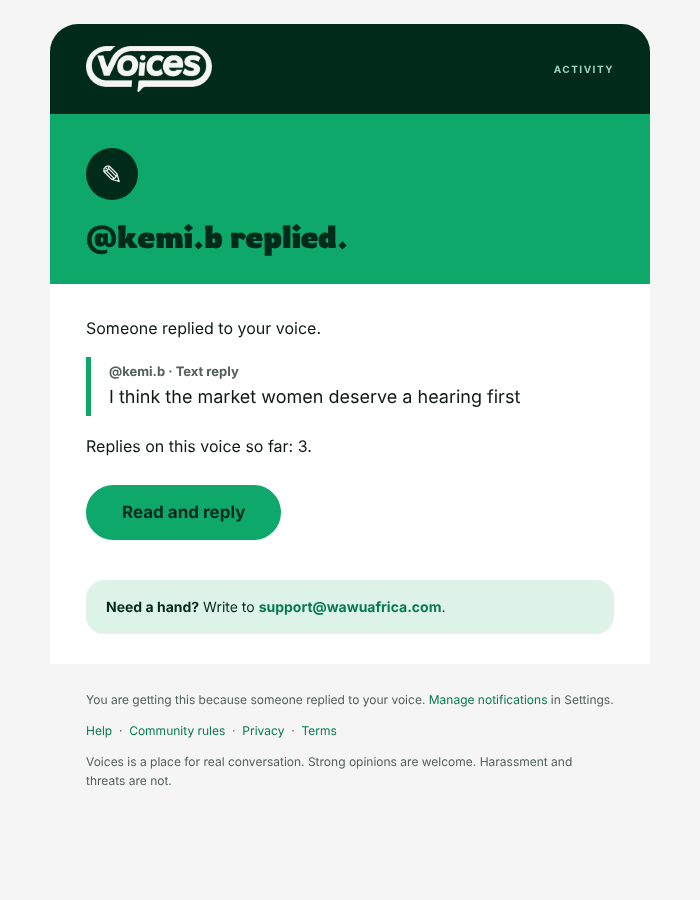 Voices
ACTIVITY
@kemi.b replied.
Someone replied to your voice.
@kemi.b · Text reply
I think the market women deserve a hearing first
Replies on this voice so far: 3.
Read and reply
Need a hand? Write to support@wawuafrica.com.
You are getting this because someone replied to your voice. Manage notifications in Settings.
Help · Community rules · Privacy · Terms
Voices is a place for real conversation. Strong opinions are welcome. Harassment and
threats are not.